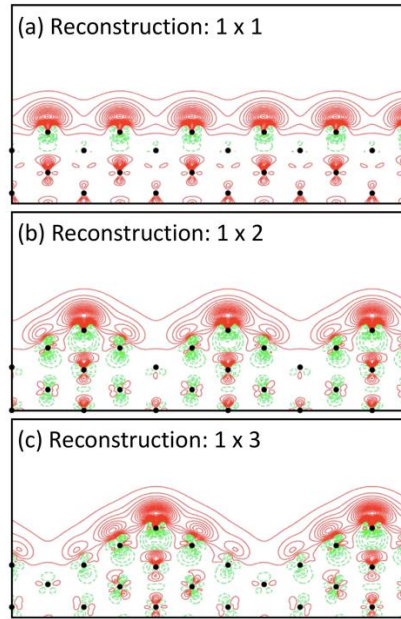 (a) Reconstruction: 1 x 1
(b) Reconstruction: 1 x 2
(c) Reconstruction: 1 x 3